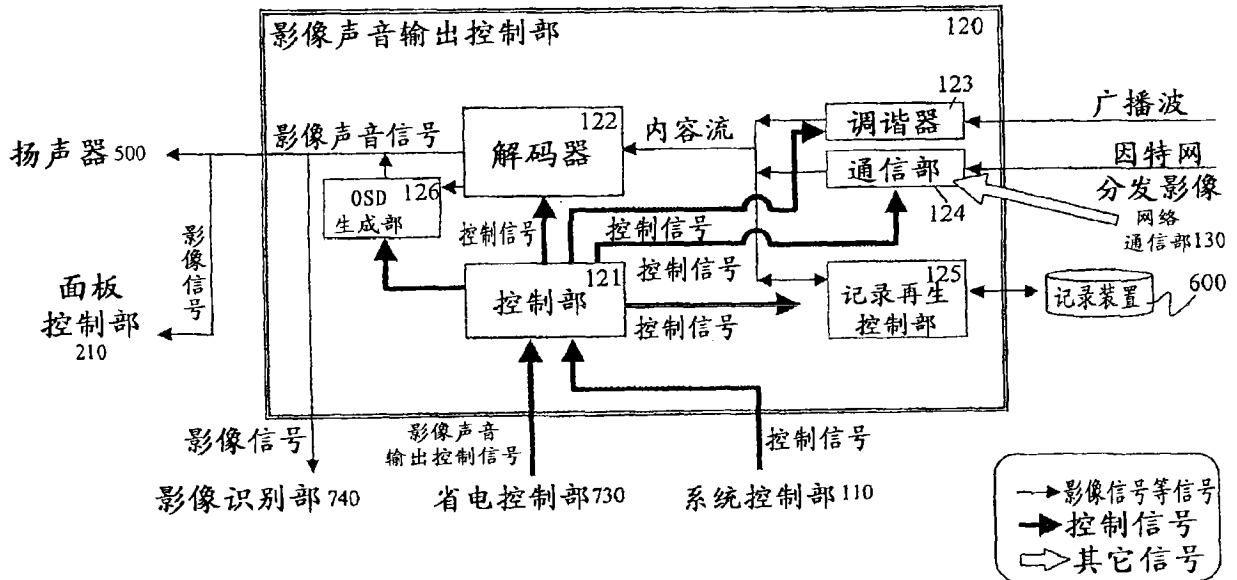 影像声音输出控制部
120
123
广播波
调谐器
122
内容流
影像声音信号
扬声器500
解码器
因特网
通信部
分发影像
126
OSD
生成部
124
网络
通信部130
影像信号
控制信号
控制信号
控制信号
121
125
600
面板
控制部
210
控制部
记录再生
控制部
记录装置
控制信号
影像信号
影像声音
输出控制信号
控制信号
影像识别部740
省电控制部730
系统控制部110
影像信号等信号
控制信号
其它信号